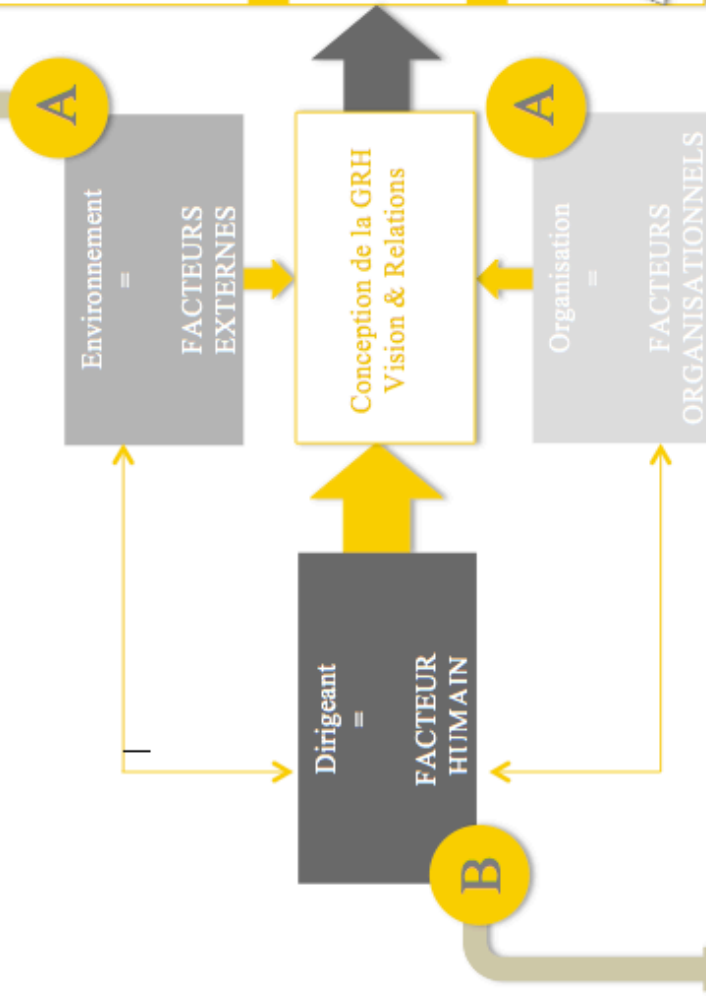 A
Environnement
=
FACTEURS
EXTERNES
Conception de la GRH
Vision & Relations
A
Organisation
=
FACTEURS
ORGANISATIONNELS
Dirigeant
=
FACTEUR
HUMAIN
B